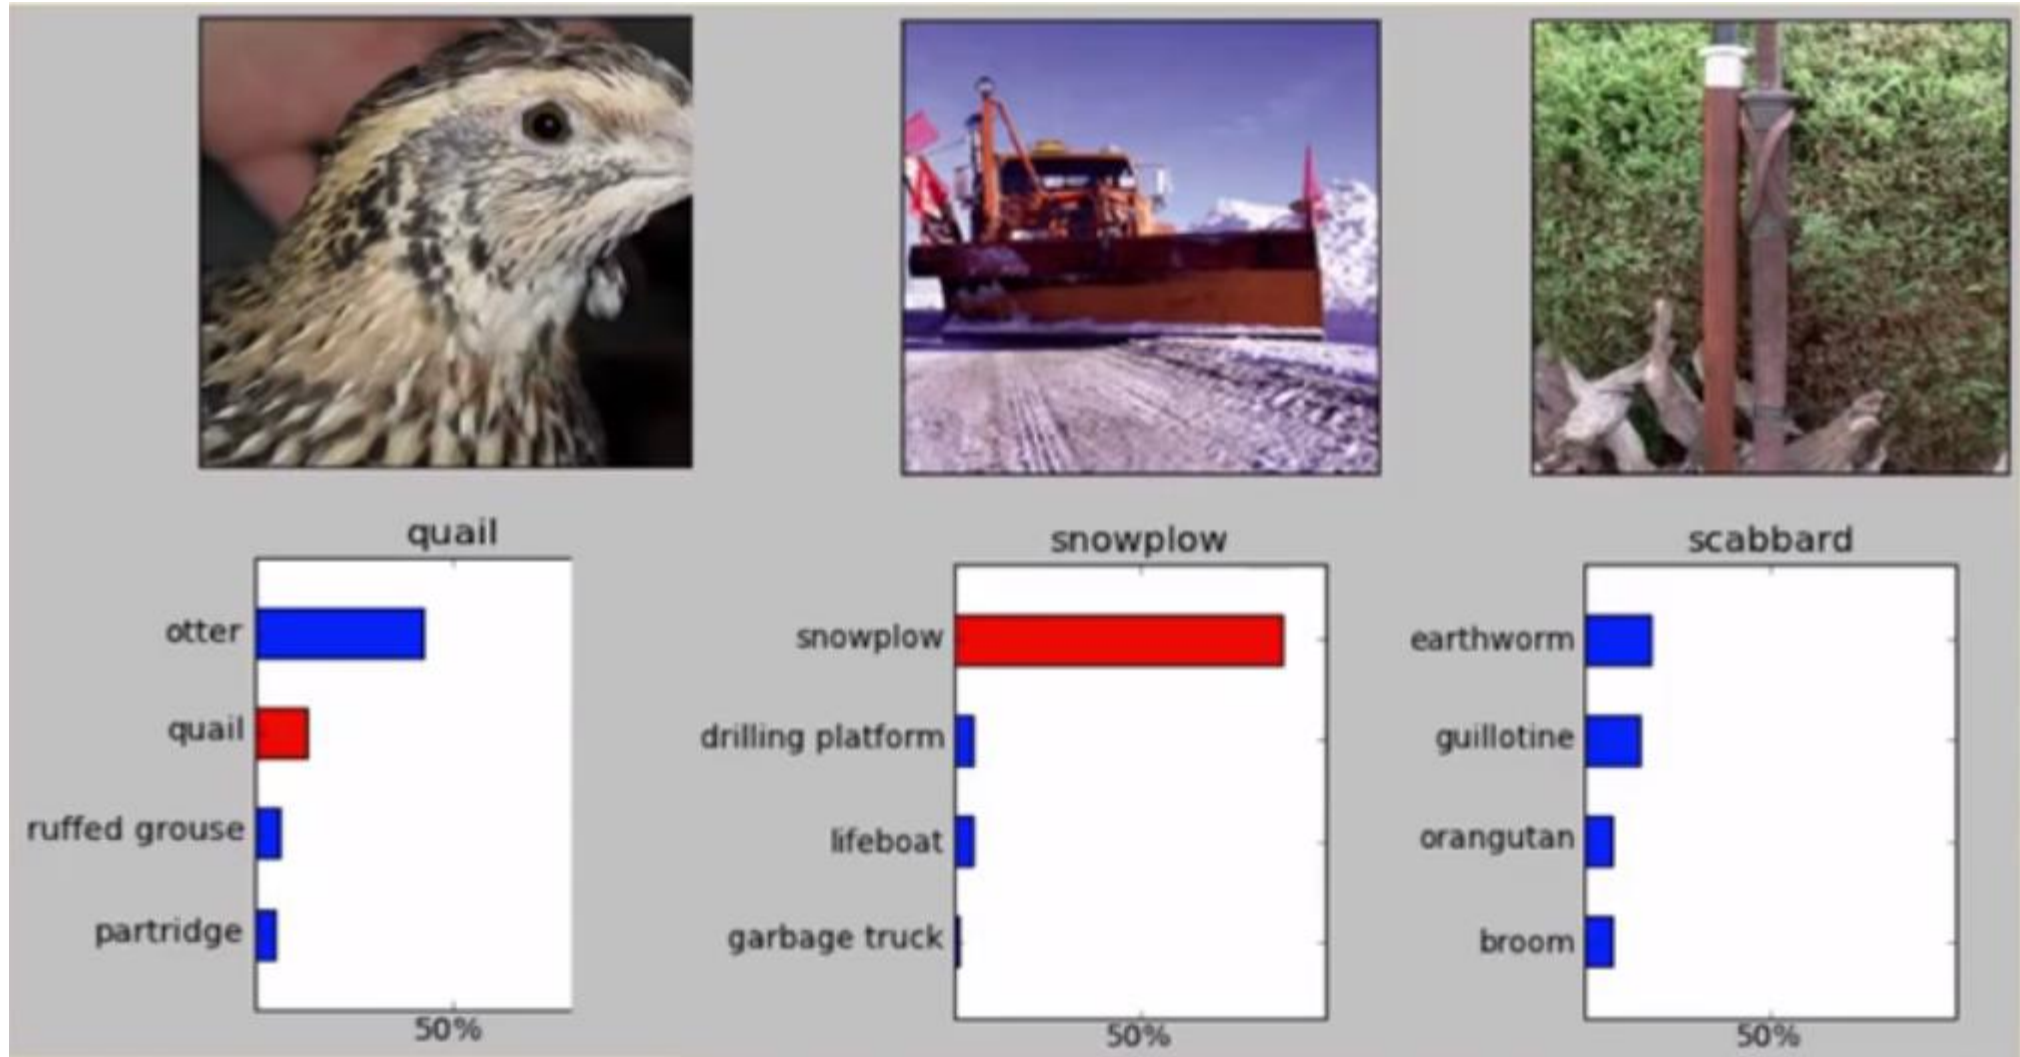 quail
otter
quail
ruffed grouse
partridge
50%
snowplow
snowplow
drilling platform
lifeboat
garbage truck
50%
scabbard
earthworm
guillotine
orangutan
broom
50%